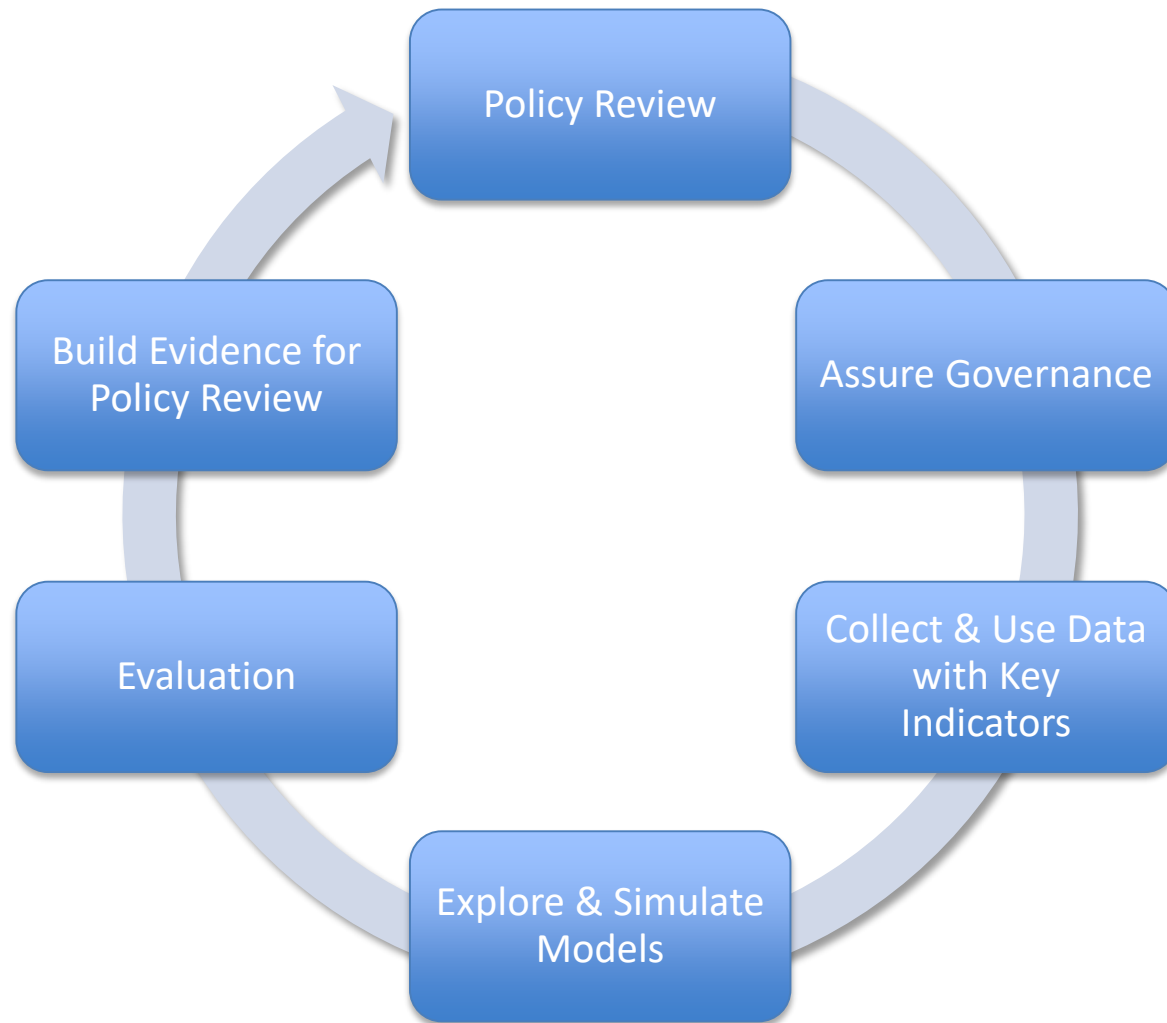 Policy Review
Assure Governance
Collect & Use Data
with Key
Indicators
Explore & Simulate
Models
Evaluation
Build Evidence for
Policy Review